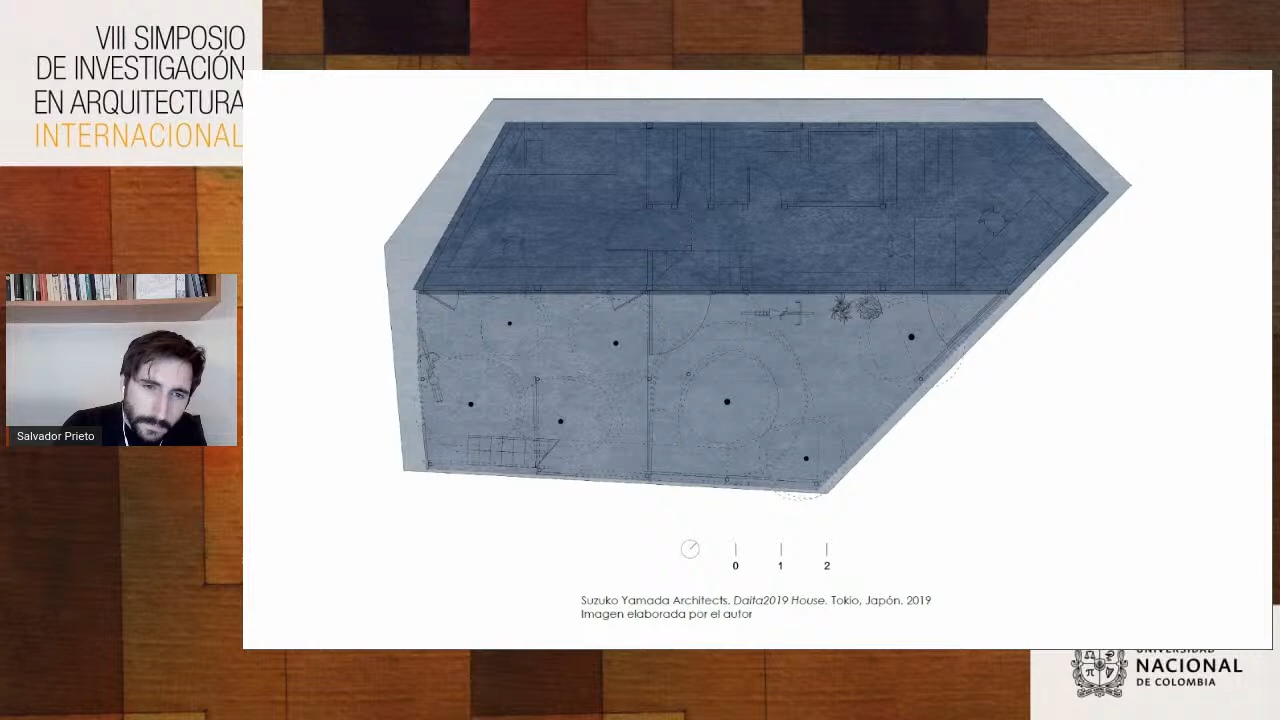 VIII SIMPOSIO
DE INVESTIGACIÓN
EN ARQUITECTURA
INTERNACIONAL
Salvador Prieto
0 1 2
Suzuko Yamada Architects. Daita2019 House. Tokio, Japón. 2019
Imagen elaborada por el autor
UNIVERSIDAD
NACIONAL
DE COLOMBIA